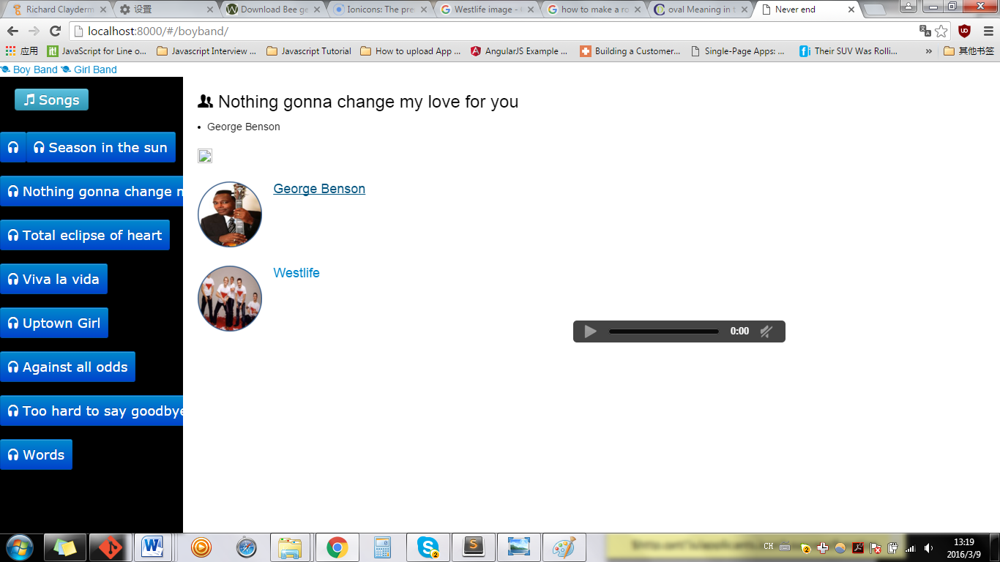 Richard Clayderm
设置
Download Bee ge
Ionicons: The pre
Westlife image -
how to make a ro
oval Meaning in t
Never end
localhost:8000/#/boyband/
应用
JavaScript for Line o...
Javascript Interview ...
Javascript Tutorial
How to upload App ...
AngularJS Example ...
Building a Customer...
Single-Page Apps: ...
Their SUV Was Rolli...
»
其他书签
Boy Band Girl Band
Songs
Season in the sun
Nothing gonna change m
Total eclipse of heart
Viva la vida
Uptown Girl
Against all odds
Too hard to say goodbye
Words
Nothing gonna change my love for you
• George Benson
George Benson
Westlife
0:00
CH
13:19
2016/3/9